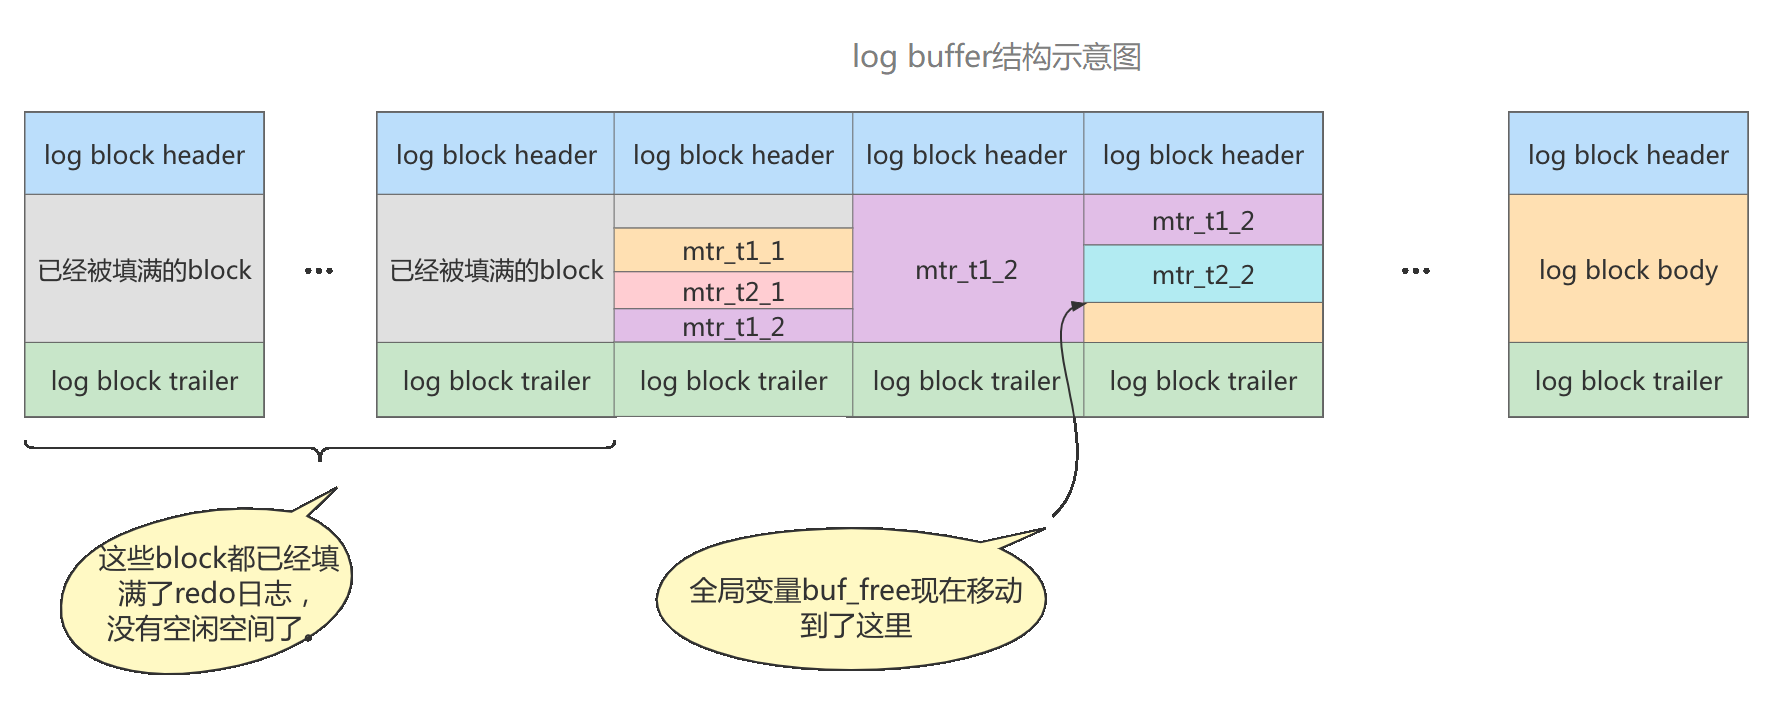 log buffer结构示意图
log block header
log block header
log block header
log block header
log block header
log block header
已经被填满的block
•••
已经被填满的block
mtr_t1_1
mtr_t2_1
mtr_t1_2
mtr_t1_2
mtr_t1_2
mtr_t2_2
•••
log block body
log block trailer
log block trailer
log block trailer
log block trailer
log block trailer
log block trailer
这些block都已经填
满了redo日志，
没有空闲空间了。
全局变量buf_free现在移动
到了这里